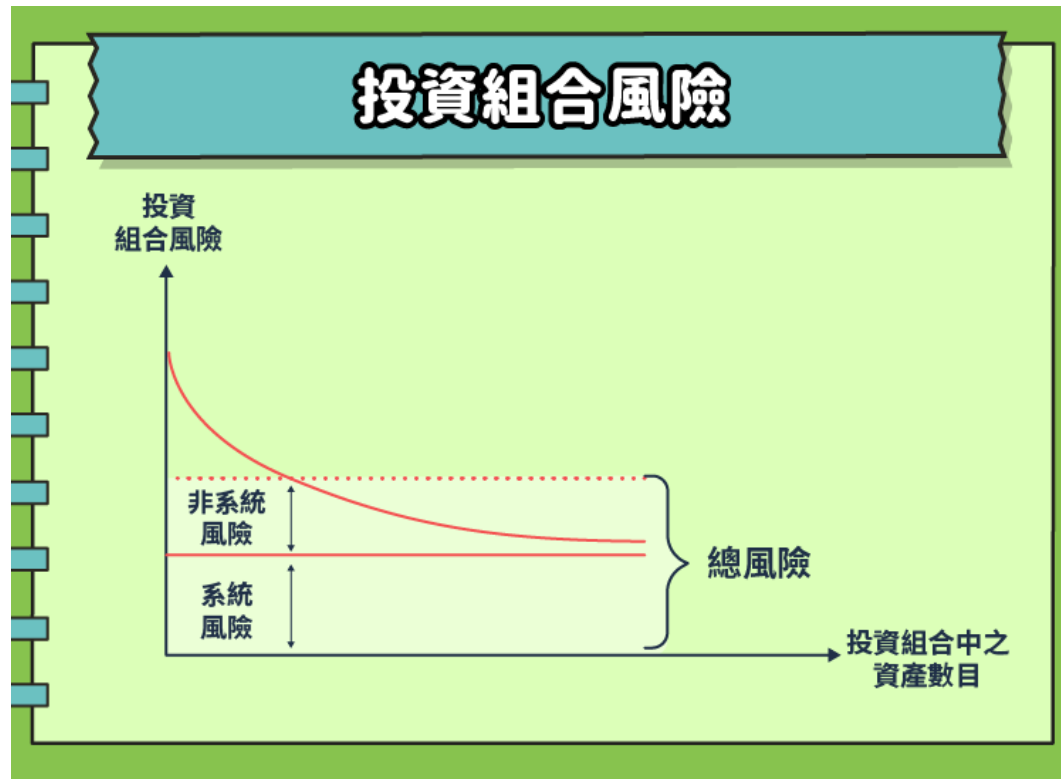 投資組合風險
投資
組合風險
非系統
風險
系統
風險
總風險
投資組合中之
資產數目